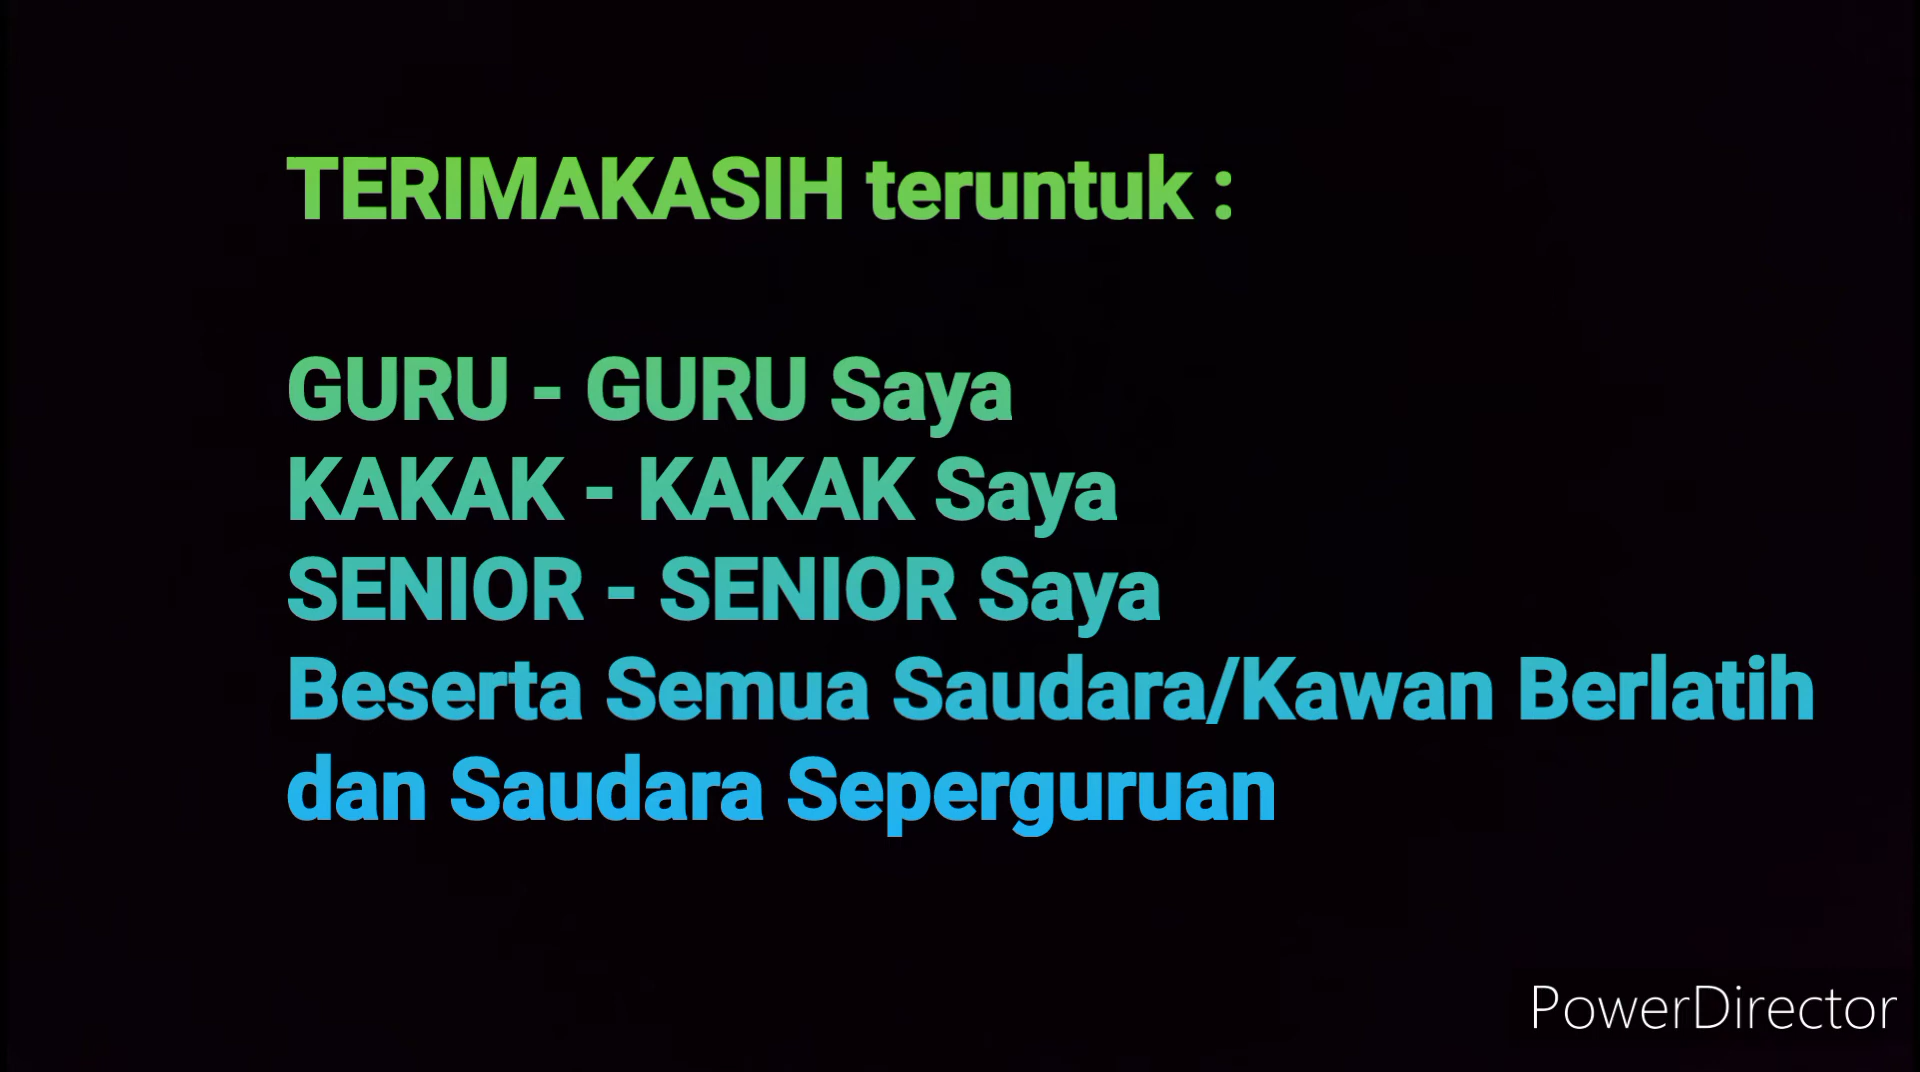 TERIMAKASIH teruntuk :
GURU - GURU Saya
KAKAK - KAKAK Saya
SENIOR - SENIOR Saya
Beserta Semua Saudara/Kawan Berlatih
dan Saudara Seperguruan
PowerDirector